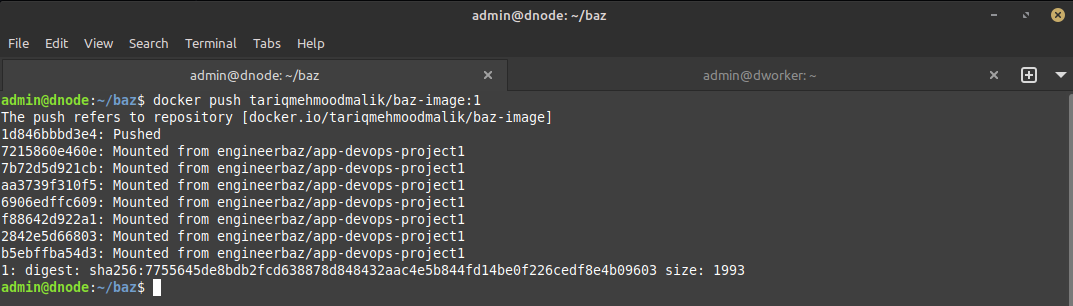 admin@dnode: ~/baz
File Edit View Search Terminal Tabs Help
admin@dnode: ~/baz
admin@dworker: ~
admin@dnode:~/baz$ docker push tariqmehmoodmalik/baz-image:1
The push refers to repository [docker.io/tariqmehmoodmalik/baz-image]
1d846bbbd3e4: Pushed
7215860e460e: Mounted from engineerbaz/app-devops-project1
7b72d5d921cb: Mounted from engineerbaz/app-devops-project1
aa3739f310f5: Mounted from engineerbaz/app-devops-project1
6906edffc609: Mounted from engineerbaz/app-devops-project1
f88642d922a1: Mounted from engineerbaz/app-devops-project1
2842e5d66803: Mounted from engineerbaz/app-devops-project1
b5ebffba54d3: Mounted from engineerbaz/app-devops-project1
1: digest: sha256:7755645de8bdb2fcd638878d848432aac4e5b844fd14be0f226cedf8e4b09603 size: 1993
admin@dnode:~/baz$